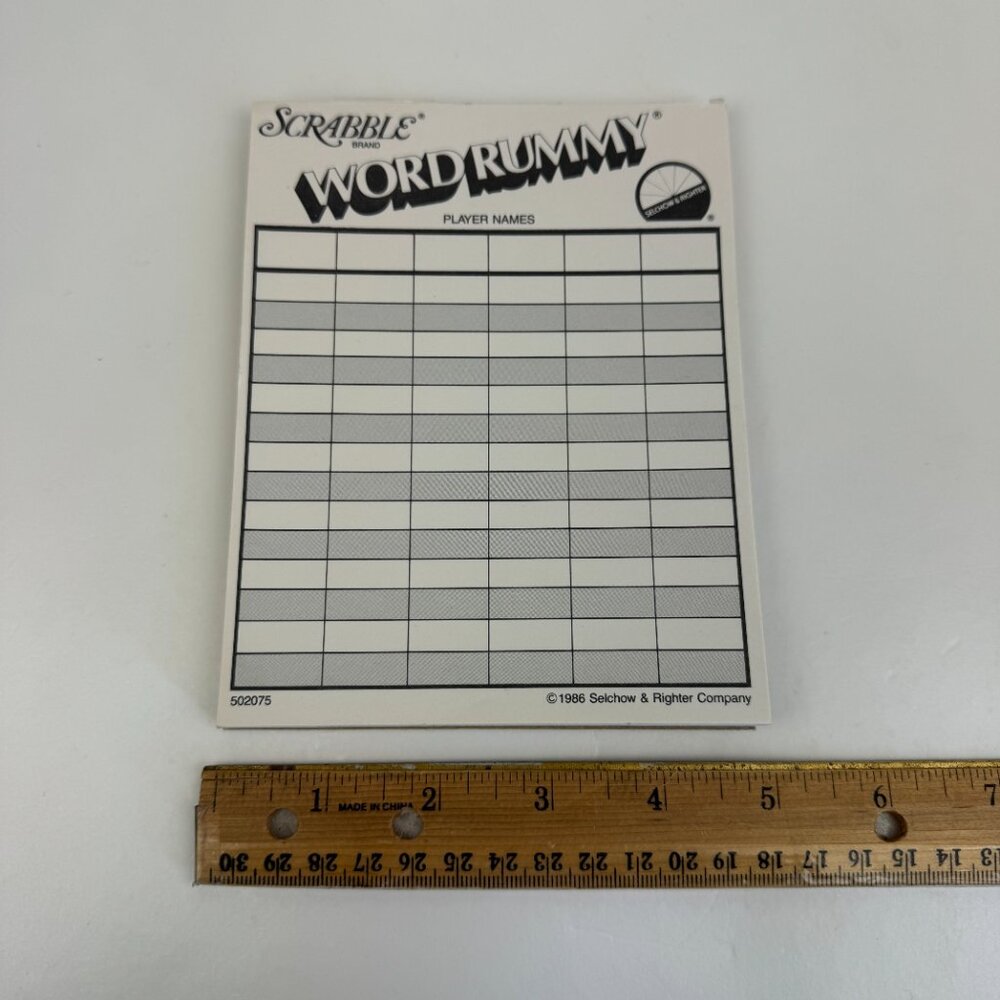 SCRABBLE®
BRAND
WORD RUMMY®
SELCHOW & RIGHTER®
PLAYER NAMES
502075
©1986 Selchow & Righter Company
1 2 3 4 5 6 7
MADE IN CHINA
30 29 28 27 26 25 24 23 22 21 20 19 18 17 16 15 14 13